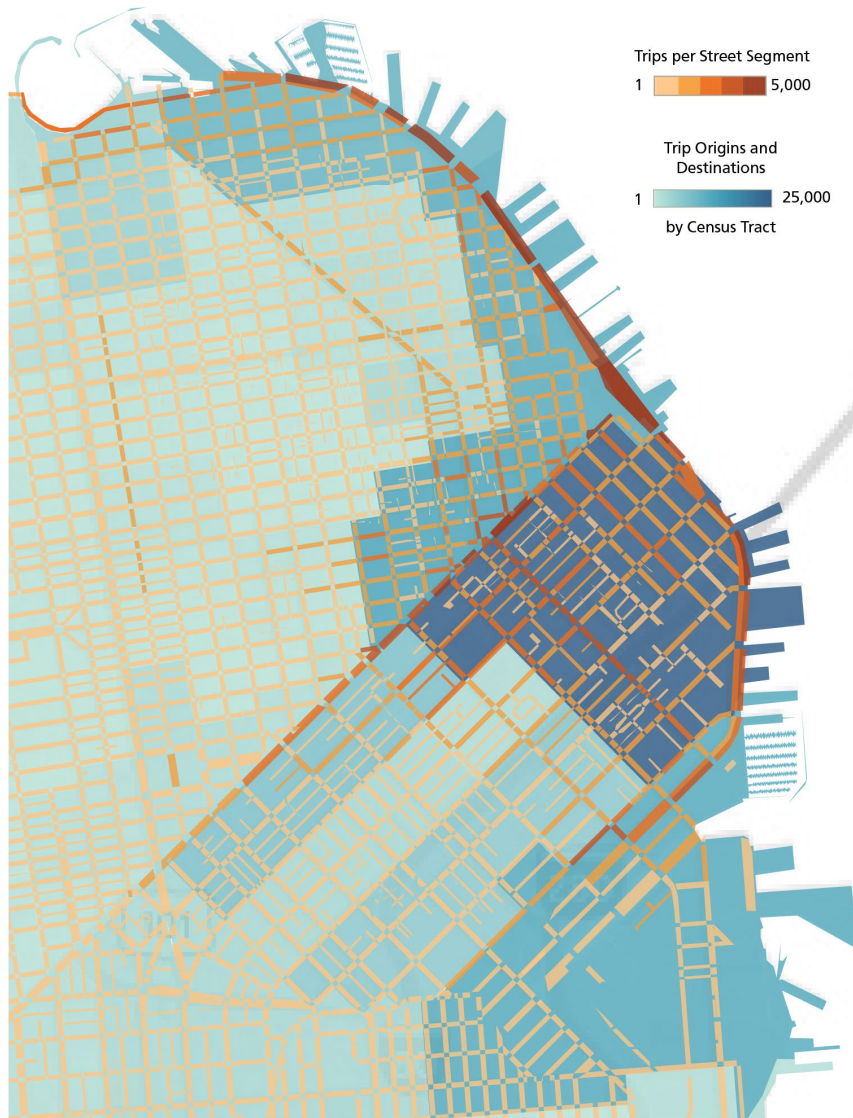 Trips per Street Segment
1 5,000
Trip Origins and
Destinations
1 25,000
by Census Tract